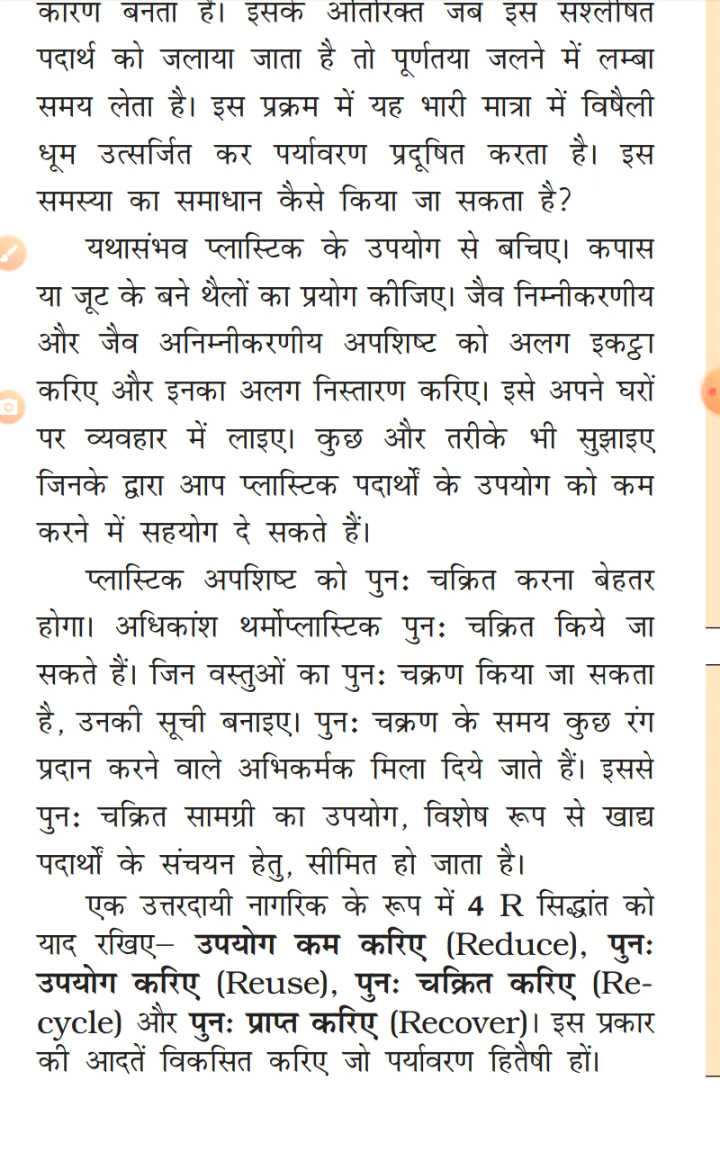 कारण बनता है। इसके अतिरिक्त जब इस संश्लेषित
पदार्थ को जलाया जाता है तो पूर्णतया जलने में लम्बा
समय लेता है। इस प्रक्रम में यह भारी मात्रा में विषैली
धूम उत्सर्जित कर पर्यावरण प्रदूषित करता है। इस
समस्या का समाधान कैसे किया जा सकता है?
यथासंभव प्लास्टिक के उपयोग से बचिए। कपास
या जूट के बने थैलों का प्रयोग कीजिए। जैव निम्नीकरणीय
और जैव अनिम्नीकरणीय अपशिष्ट को अलग इकट्ठा
करिए और इनका अलग निस्तारण करिए। इसे अपने घरों
पर व्यवहार में लाइए। कुछ और तरीके भी सुझाइए
जिनके द्वारा आप प्लास्टिक पदार्थों के उपयोग को कम
करने में सहयोग दे सकते हैं।
प्लास्टिक अपशिष्ट को पुनः चक्रित करना बेहतर
होगा। अधिकांश थर्मोप्लास्टिक पुनः चक्रित किये जा
सकते हैं। जिन वस्तुओं का पुनः चक्रण किया जा सकता
है, उनकी सूची बनाइए। पुनः चक्रण के समय कुछ रंग
प्रदान करने वाले अभिकर्मक मिला दिये जाते हैं। इससे
पुनः चक्रित सामग्री का उपयोग, विशेष रूप से खाद्य
पदार्थों के संचयन हेतु, सीमित हो जाता है।
एक उत्तरदायी नागरिक के रूप में 4 R सिद्धांत को
याद रखिए– उपयोग कम करिए (Reduce), पुनः
उपयोग करिए (Reuse), पुनः चक्रित करिए (Re-
cycle) और पुनः प्राप्त करिए (Recover)। इस प्रकार
की आदतें विकसित करिए जो पर्यावरण हितैषी हों।